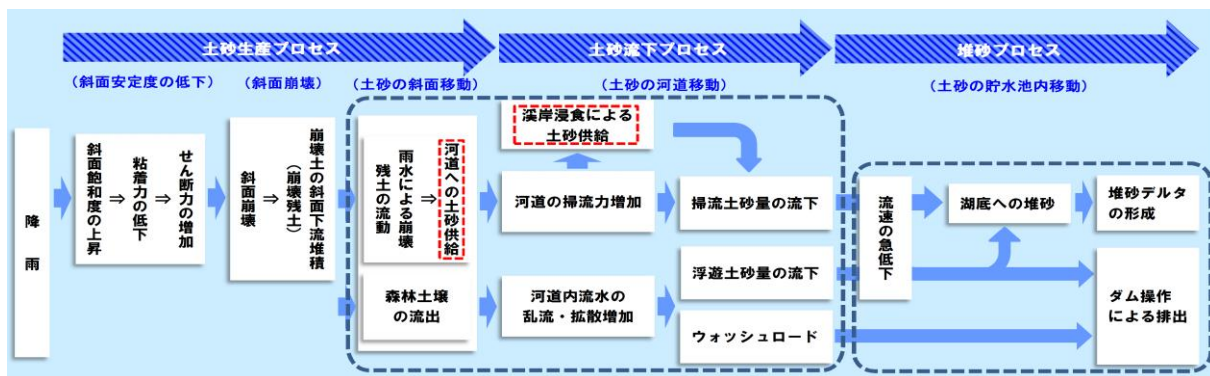 土砂生産プロセス
土砂流下プロセス
堆砂プロセス
（斜面安定度の低下）
（斜面崩壊）
（土砂の斜面移動）
（土砂の河道移動）
（土砂の貯水池内移動）
降雨
斜面飽和度の上昇
⇒
粘着力の低下
⇒
せん断力の増加
斜面崩壊
⇒
崩壊土の斜面下流堆積
（崩壊残土）
雨水による崩壊
残土の流動
⇒
河道への土砂供給
森林土壌
の流出
渓岸浸食による
土砂供給
河道の掃流力増加
河道内流水の
乱流・拡散増加
掃流土砂量の流下
浮遊土砂量の流下
ウォッシュロード
流速の急低下
湖底への堆砂
堆砂デルタ
の形成
ダム操作
による排出